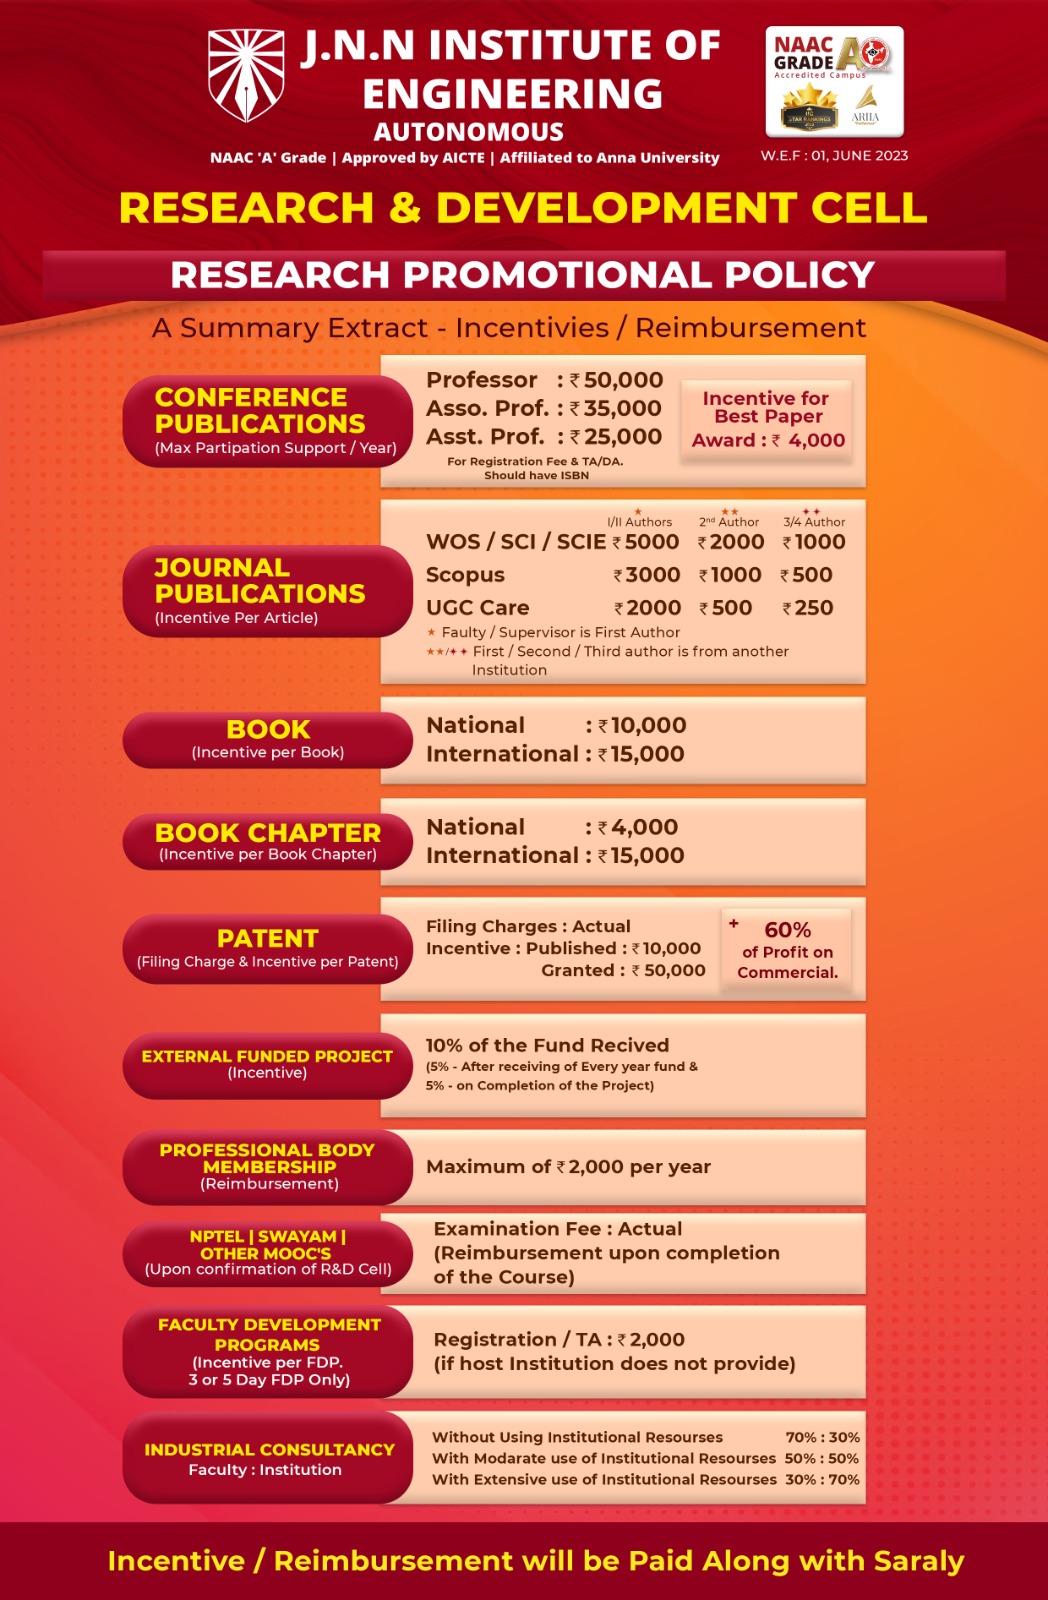 J.N.N INSTITUTE OF
ENGINEERING
AUTONOMOUS
NAAC 'A' Grade | Approved by AICTE | Affiliated to Anna University
NAAC
GRADE A
Accredited Campus
STAR RANKINGS
ARIIA
W.E.F : 01, JUNE 2023
RESEARCH & DEVELOPMENT CELL
RESEARCH PROMOTIONAL POLICY
A Summary Extract - Incentivies / Reimbursement
CONFERENCE
PUBLICATIONS
(Max Partipation Support / Year)
Professor : ₹ 50,000
Asso. Prof. : ₹ 35,000
Asst. Prof. : ₹ 25,000
For Registration Fee & TA/DA.
Should have ISBN
Incentive for
Best Paper
Award : ₹ 4,000
JOURNAL
PUBLICATIONS
(Incentive Per Article)
★ ★★ ✦✦
I/II Authors 2nd Author 3/4 Author
WOS / SCI / SCIE ₹ 5000 ₹ 2000 ₹ 1000
Scopus ₹ 3000 ₹ 1000 ₹ 500
UGC Care ₹ 2000 ₹ 500 ₹ 250
★ Faulty / Supervisor is First Author
★★/✦✦ First / Second / Third author is from another
Institution
BOOK
(Incentive per Book)
National : ₹ 10,000
International : ₹ 15,000
BOOK CHAPTER
(Incentive per Book Chapter)
National : ₹ 4,000
International : ₹ 15,000
PATENT
(Filing Charge & Incentive per Patent)
Filing Charges : Actual
Incentive : Published : ₹ 10,000
Granted : ₹ 50,000
+ 60%
of Profit on
Commercial.
EXTERNAL FUNDED PROJECT
(Incentive)
10% of the Fund Recived
(5% - After receiving of Every year fund &
5% - on Completion of the Project)
PROFESSIONAL BODY
MEMBERSHIP
(Reimbursement)
Maximum of ₹ 2,000 per year
NPTEL | SWAYAM |
OTHER MOOC'S
(Upon confirmation of R&D Cell)
Examination Fee : Actual
(Reimbursement upon completion
of the Course)
FACULTY DEVELOPMENT
PROGRAMS
(Incentive per FDP.
3 or 5 Day FDP Only)
Registration / TA : ₹ 2,000
(if host Institution does not provide)
INDUSTRIAL CONSULTANCY
Faculty : Institution
Without Using Institutional Resourses 70% : 30%
With Modarate use of Institutional Resourses 50% : 50%
With Extensive use of Institutional Resourses 30% : 70%
Incentive / Reimbursement will be Paid Along with Saraly